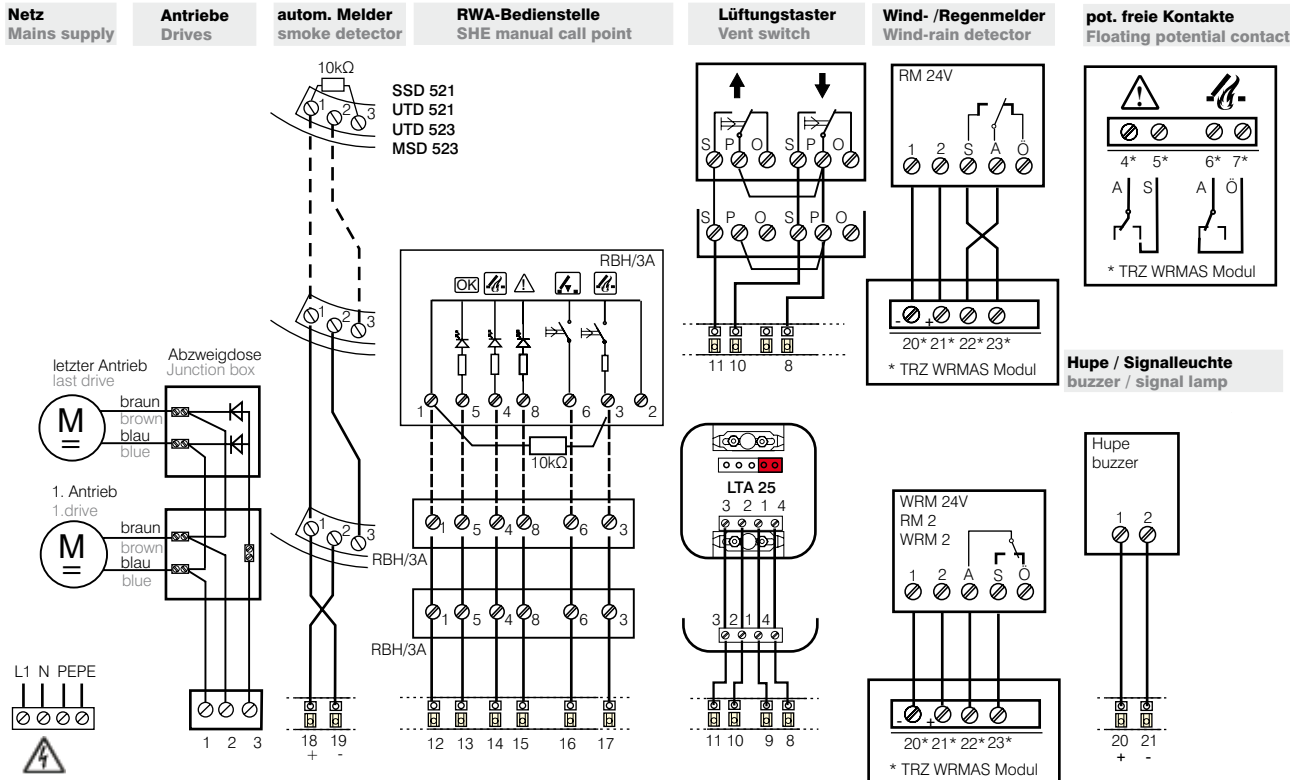 Netz
Mains supply
Antriebe
Drives
autom. Melder
smoke detector
RWA-Bedienstelle
SHE manual call point
Lüftungstaster
Vent switch
Wind- /Regenmelder
Wind-rain detector
pot. freie Kontakte
Floating potential contact
10kΩ
1 2 3
SSD 521
UTD 521
UTD 523
MSD 523
1 2 3
1 2 3
RBH/3A
18 19
+ -
letzter Antrieb
last drive
M
braun
brown
blau
blue
Abzweigdose
Junction box
1. Antrieb
1.drive
M
braun
brown
blau
blue
1 2 3
L1 N PEPE
RBH/3A
OK
1 5 4 8 6 3 2
10kΩ
1 5 4 8 6 3
1 5 4 8 6 3
RBH/3A
12 13 14 15 16 17
S P O S P O
S P O S P O
11 10 8
LTA 25
3 2 1 4
3 2 1 4
11 10 9 8
RM 24V
1 2 S A Ö
- +
20* 21* 22* 23*
* TRZ WRMAS Modul
WRM 24V
RM 2
WRM 2
1 2 A S Ö
- +
20* 21* 22* 23*
* TRZ WRMAS Modul
4* 5* 6* 7*
A S A Ö
* TRZ WRMAS Modul
Hupe / Signalleuchte
buzzer / signal lamp
Hupe
buzzer
1 2
20 21
+ -